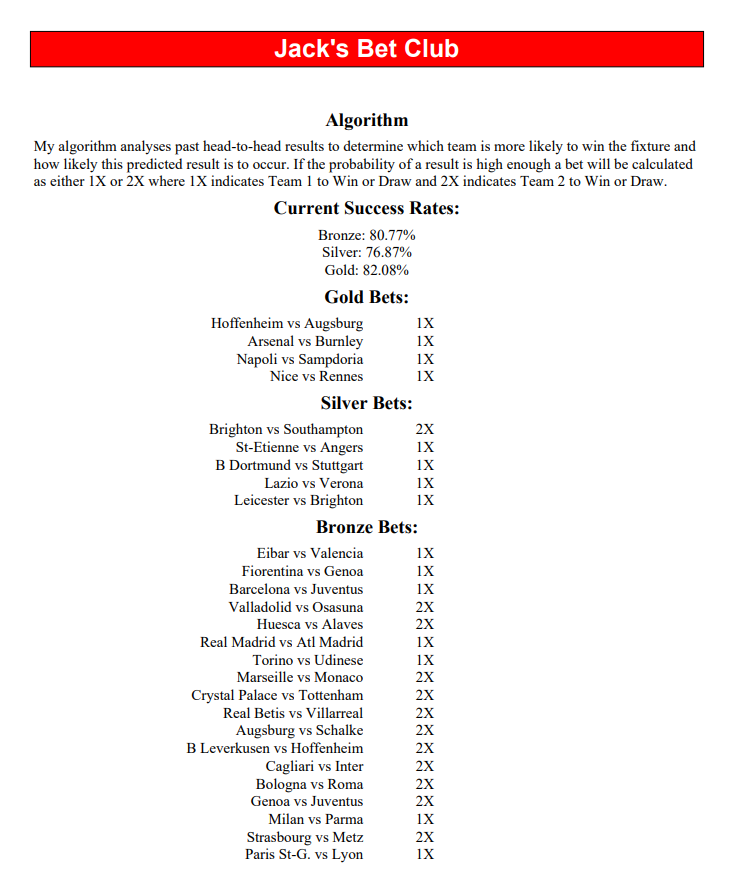 Jack's Bet Club
Algorithm
My algorithm analyses past head-to-head results to determine which team is more likely to win the fixture and
how likely this predicted result is to occur. If the probability of a result is high enough a bet will be calculated
as either 1X or 2X where 1X indicates Team 1 to Win or Draw and 2X indicates Team 2 to Win or Draw.
Current Success Rates:
Bronze: 80.77%
Silver: 76.87%
Gold: 82.08%
Gold Bets:
Hoffenheim vs Augsburg 1X
Arsenal vs Burnley 1X
Napoli vs Sampdoria 1X
Nice vs Rennes 1X
Silver Bets:
Brighton vs Southampton 2X
St-Etienne vs Angers 1X
B Dortmund vs Stuttgart 1X
Lazio vs Verona 1X
Leicester vs Brighton 1X
Bronze Bets:
Eibar vs Valencia 1X
Fiorentina vs Genoa 1X
Barcelona vs Juventus 1X
Valladolid vs Osasuna 2X
Huesca vs Alaves 2X
Real Madrid vs Atl Madrid 1X
Torino vs Udinese 1X
Marseille vs Monaco 2X
Crystal Palace vs Tottenham 2X
Real Betis vs Villarreal 2X
Augsburg vs Schalke 2X
B Leverkusen vs Hoffenheim 2X
Cagliari vs Inter 2X
Bologna vs Roma 2X
Genoa vs Juventus 2X
Milan vs Parma 1X
Strasbourg vs Metz 2X
Paris St-G. vs Lyon 1X